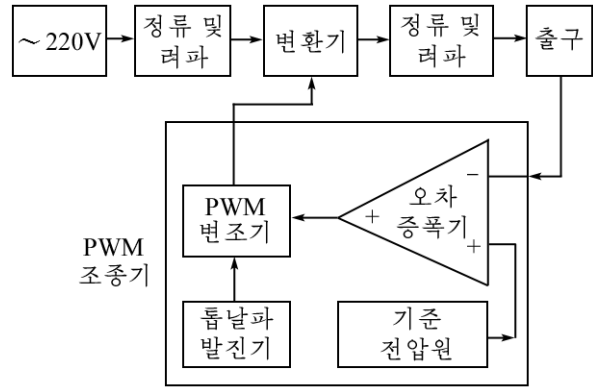 ～220V
정류 및
려파
변환기
정류 및
려파
출구
PWM
조종기
PWM
변조기
+
오차
증폭기
−
+
톱날파
발진기
기준
전압원